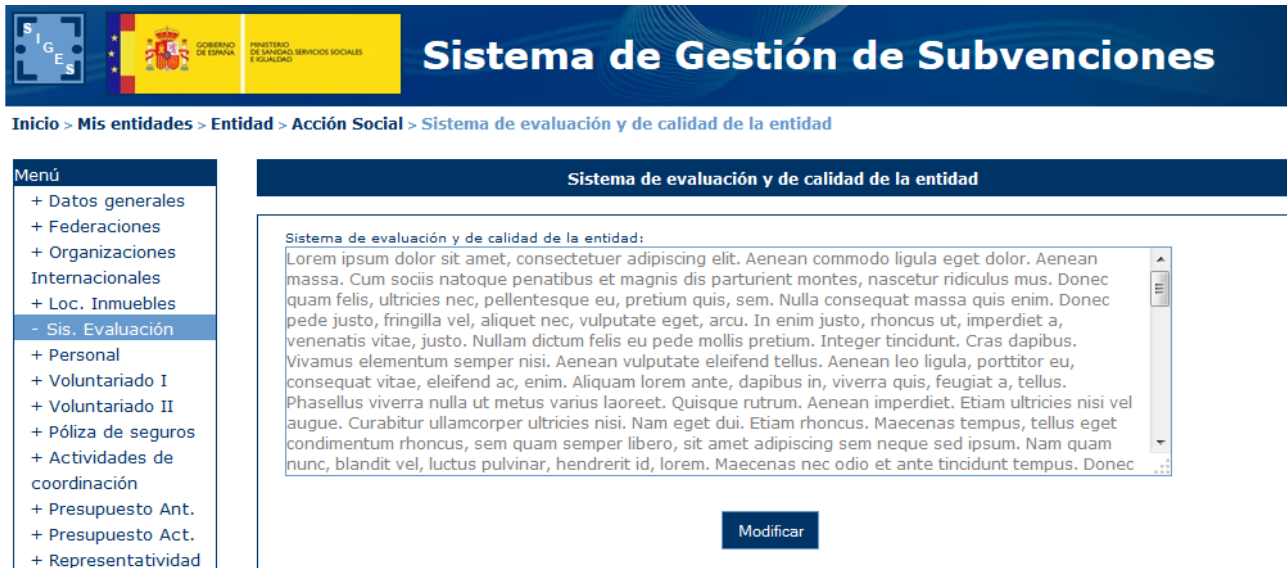 SIGES
GOBIERNO
DE ESPAÑA
MINISTERIO
DE SANIDAD, SERVICIOS SOCIALES
E IGUALDAD
Sistema de Gestión de Subvenciones
Inicio > Mis entidades > Entidad > Acción Social > Sistema de evaluación y de calidad de la entidad
Menú
+ Datos generales
+ Federaciones
+ Organizaciones
Internacionales
+ Loc. Inmuebles
- Sis. Evaluación
+ Personal
+ Voluntariado I
+ Voluntariado II
+ Póliza de seguros
+ Actividades de
coordinación
+ Presupuesto Ant.
+ Presupuesto Act.
+ Representatividad
Sistema de evaluación y de calidad de la entidad
Sistema de evaluación y de calidad de la entidad:
Lorem ipsum dolor sit amet, consectetuer adipiscing elit. Aenean commodo ligula eget dolor. Aenean
massa. Cum sociis natoque penatibus et magnis dis parturient montes, nascetur ridiculus mus. Donec
quam felis, ultricies nec, pellentesque eu, pretium quis, sem. Nulla consequat massa quis enim. Donec
pede justo, fringilla vel, aliquet nec, vulputate eget, arcu. In enim justo, rhoncus ut, imperdiet a,
venenatis vitae, justo. Nullam dictum felis eu pede mollis pretium. Integer tincidunt. Cras dapibus.
Vivamus elementum semper nisi. Aenean vulputate eleifend tellus. Aenean leo ligula, porttitor eu,
consequat vitae, eleifend ac, enim. Aliquam lorem ante, dapibus in, viverra quis, feugiat a, tellus.
Phasellus viverra nulla ut metus varius laoreet. Quisque rutrum. Aenean imperdiet. Etiam ultricies nisi vel
augue. Curabitur ullamcorper ultricies nisi. Nam eget dui. Etiam rhoncus. Maecenas tempus, tellus eget
condimentum rhoncus, sem quam semper libero, sit amet adipiscing sem neque sed ipsum. Nam quam
nunc, blandit vel, luctus pulvinar, hendrerit id, lorem. Maecenas nec odio et ante tincidunt tempus. Donec
Modificar